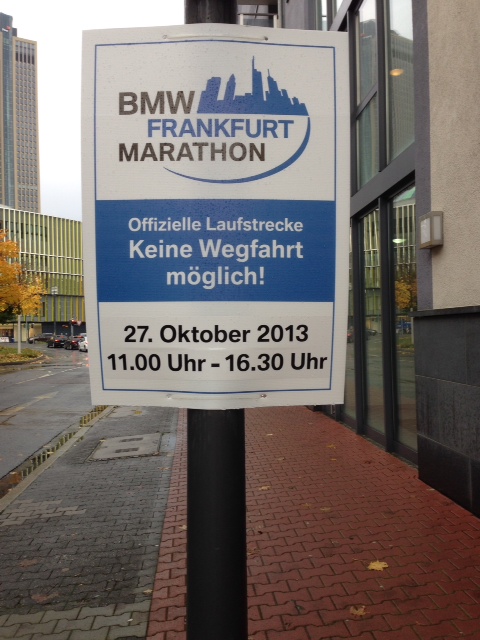 BMW
FRANKFURT
MARATHON
Offizielle Laufstrecke
Keine Wegfahrt
möglich!
27. Oktober 2013
11.00 Uhr - 16.30 Uhr